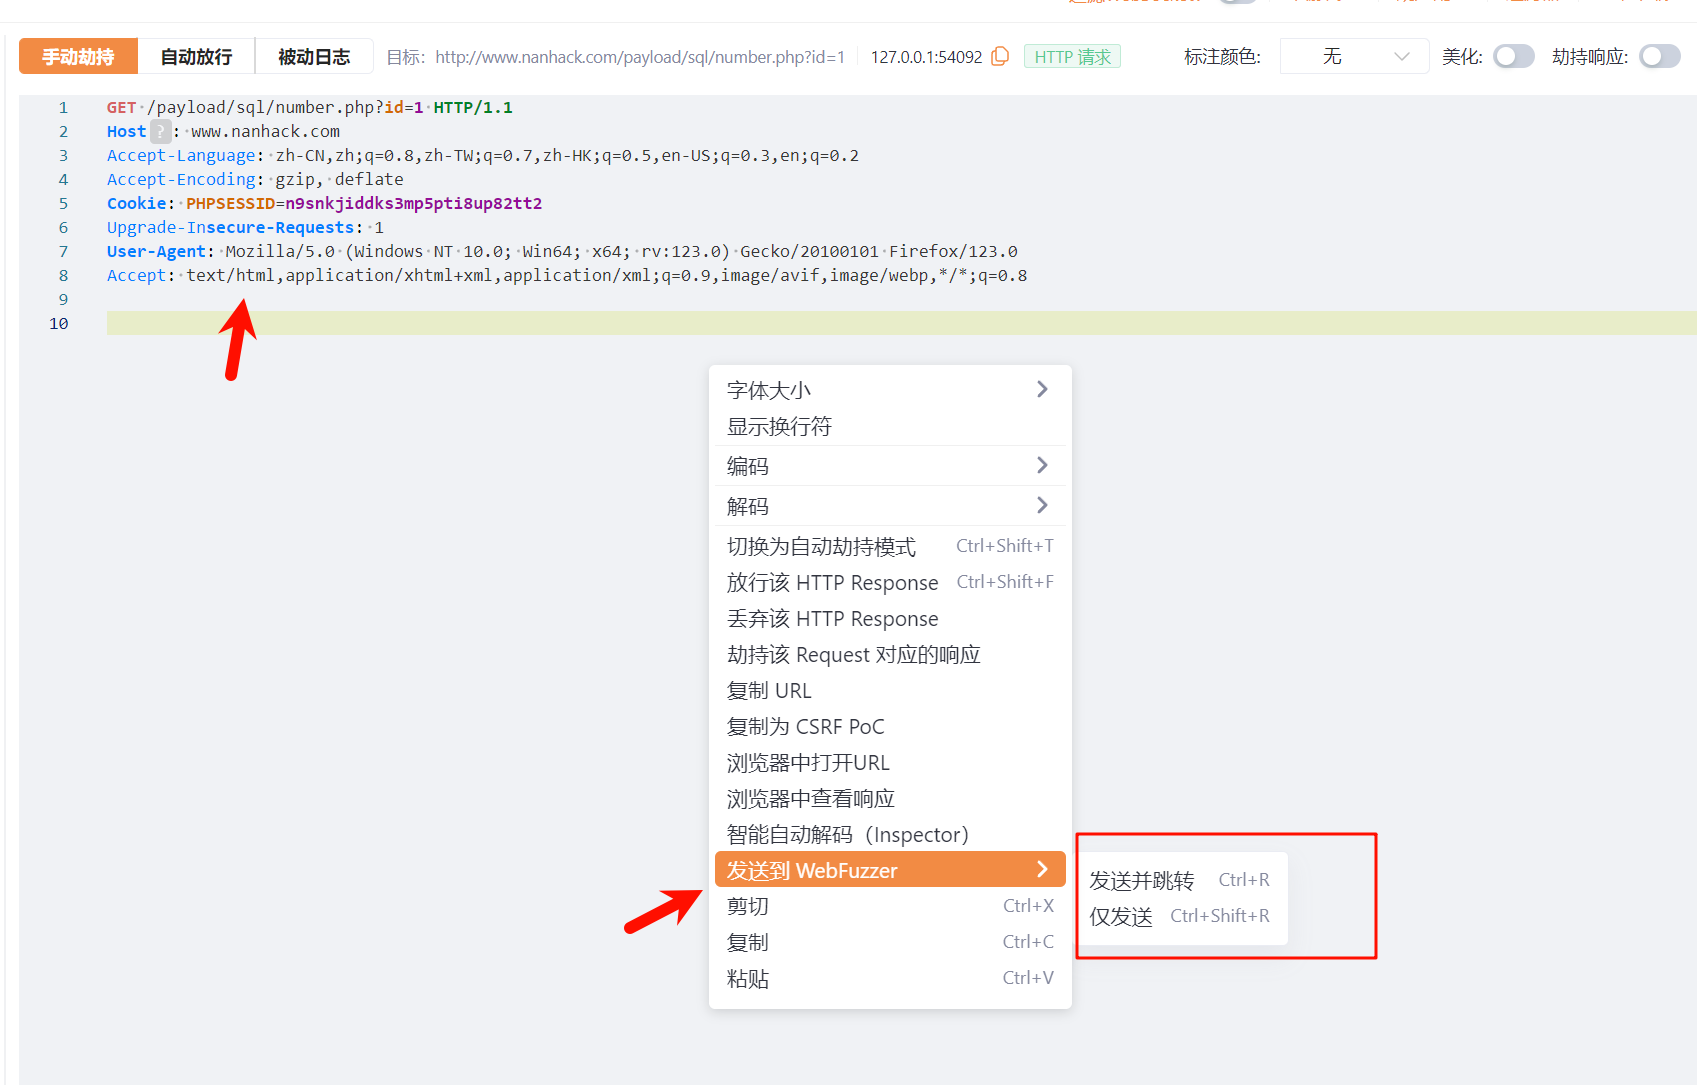 手动劫持 自动放行 被动日志 目标: http://www.nanhack.com/payload/sql/number.php?id=1 127.0.0.1:54092 HTTP 请求 标注颜色: 无 美化: 劫持响应:
1 GET /payload/sql/number.php?id=1 HTTP/1.1
2 Host ? : www.nanhack.com
3 Accept-Language: zh-CN,zh;q=0.8,zh-TW;q=0.7,zh-HK;q=0.5,en-US;q=0.3,en;q=0.2
4 Accept-Encoding: gzip, deflate
5 Cookie: PHPSESSID=n9snkjiddks3mp5pti8up82tt2
6 Upgrade-Insecure-Requests: 1
7 User-Agent: Mozilla/5.0 (Windows NT 10.0; Win64; x64; rv:123.0) Gecko/20100101 Firefox/123.0
8 Accept: text/html,application/xhtml+xml,application/xml;q=0.9,image/avif,image/webp,*/*;q=0.8
9
10
字体大小
显示换行符
编码
解码
切换为自动劫持模式 Ctrl+Shift+T
放行该 HTTP Response Ctrl+Shift+F
丢弃该 HTTP Response
劫持该 Request 对应的响应
复制 URL
复制为 CSRF PoC
浏览器中打开URL
浏览器中查看响应
智能自动解码（Inspector）
发送到 WebFuzzer
发送并跳转 Ctrl+R
仅发送 Ctrl+Shift+R
剪切 Ctrl+X
复制 Ctrl+C
粘贴 Ctrl+V